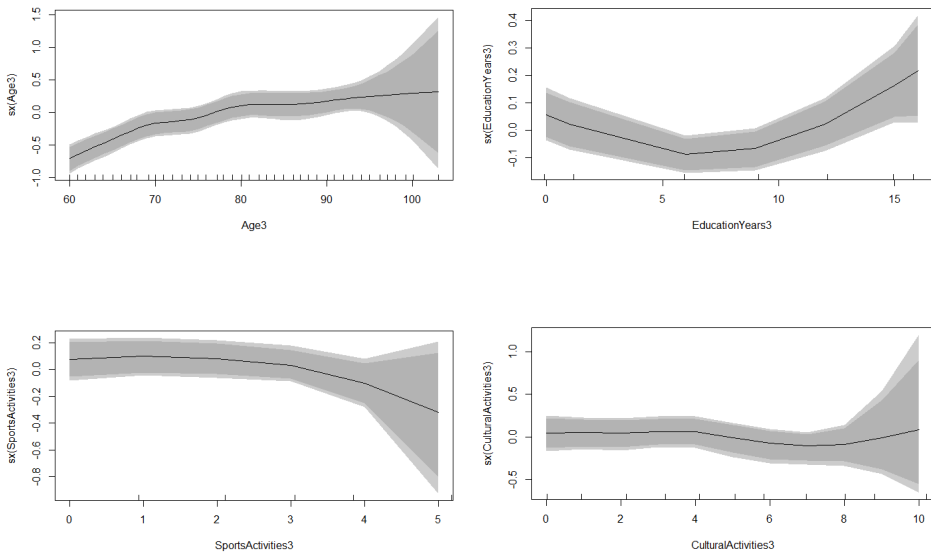 sx(Age3)
1.5
1.0
0.5
0.0
-0.5
-1.0
60 70 80 90 100
Age3
sx(EducationYears3)
0.4
0.3
0.2
0.1
0.0
-0.1
0 5 10 15
EducationYears3
sx(SportsActivities3)
0.2
0.0
-0.2
-0.4
-0.6
-0.8
0 1 2 3 4 5
SportsActivities3
sx(CulturalActivities3)
1.0
0.5
0.0
-0.5
0 2 4 6 8 10
CulturalActivities3